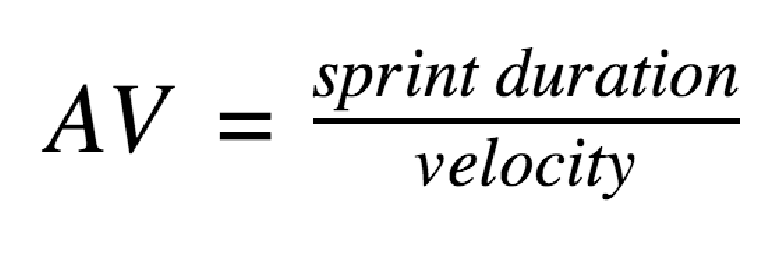 AV = sprint duration
velocity